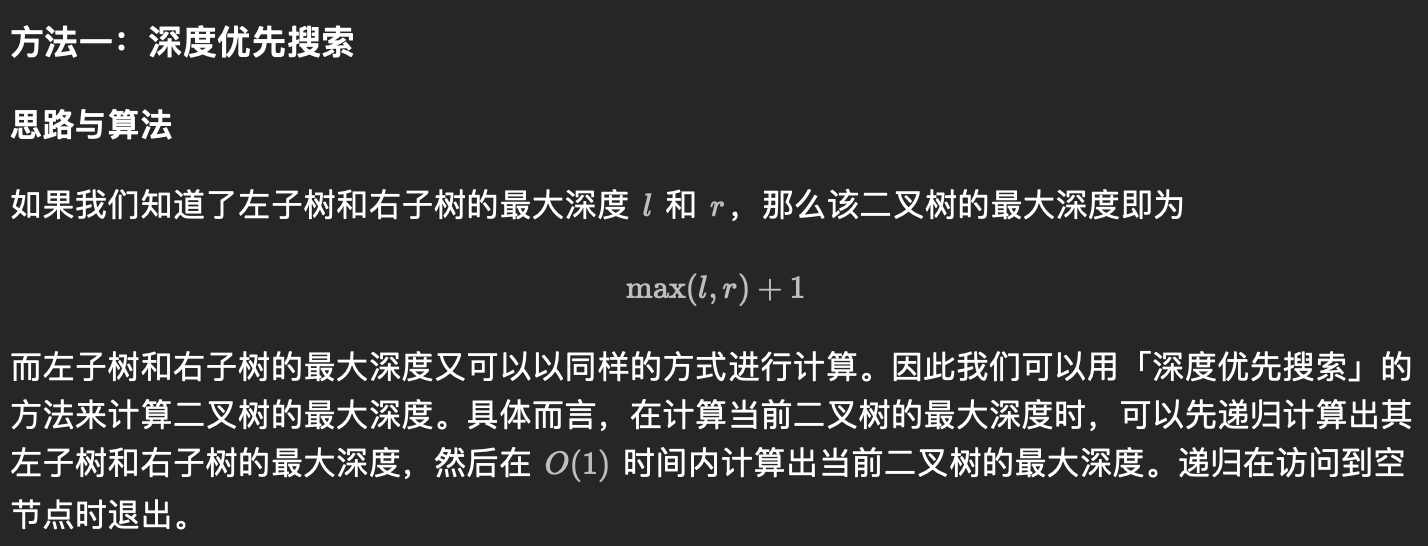 方法一：深度优先搜索
思路与算法
如果我们知道了左子树和右子树的最大深度 l 和 r，那么该二叉树的最大深度即为
max(l, r) + 1
而左子树和右子树的最大深度又可以以同样的方式进行计算。因此我们可以用「深度优先搜索」的
方法来计算二叉树的最大深度。具体而言，在计算当前二叉树的最大深度时，可以先递归计算出其
左子树和右子树的最大深度，然后在 O(1) 时间内计算出当前二叉树的最大深度。递归在访问到空
节点时退出。